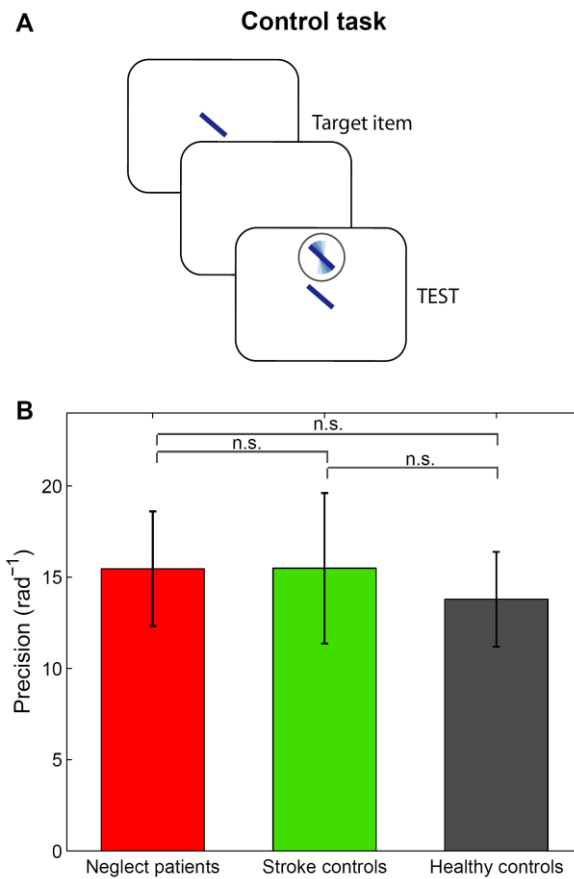 A
Control task
Target item
TEST
B
n.s.
n.s.
n.s.
20
15
10
5
0
Precision (rad⁻¹)
Neglect patients
Stroke controls
Healthy controls